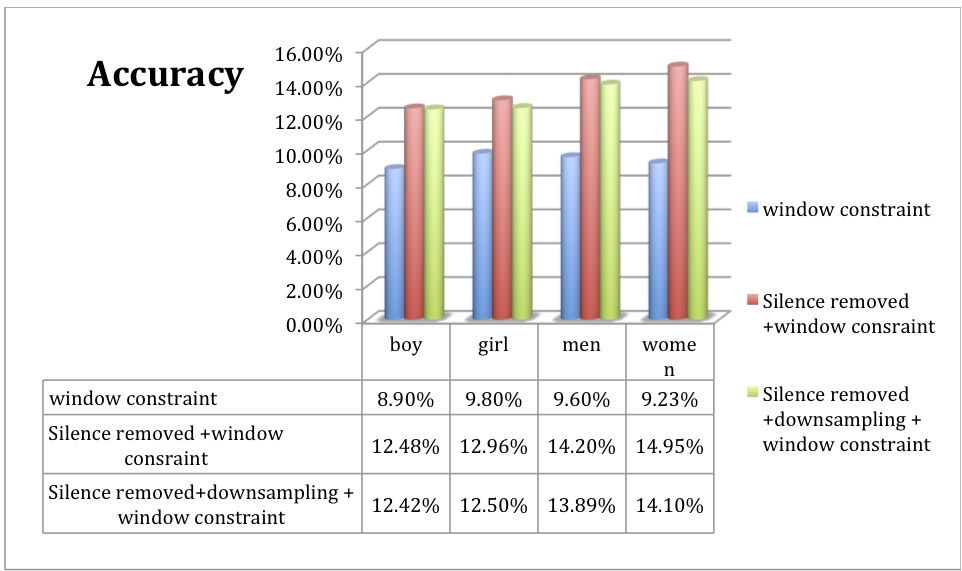 Accuracy
16.00%
14.00%
12.00%
10.00%
8.00%
6.00%
4.00%
2.00%
0.00%
boy girl men wome
n
window constraint 8.90% 9.80% 9.60% 9.23%
Silence removed +window
consraint 12.48% 12.96% 14.20% 14.95%
Silence removed+downsampling +
window constraint 12.42% 12.50% 13.89% 14.10%
window constraint
Silence removed
+window consraint
Silence removed
+downsampling +
window constraint